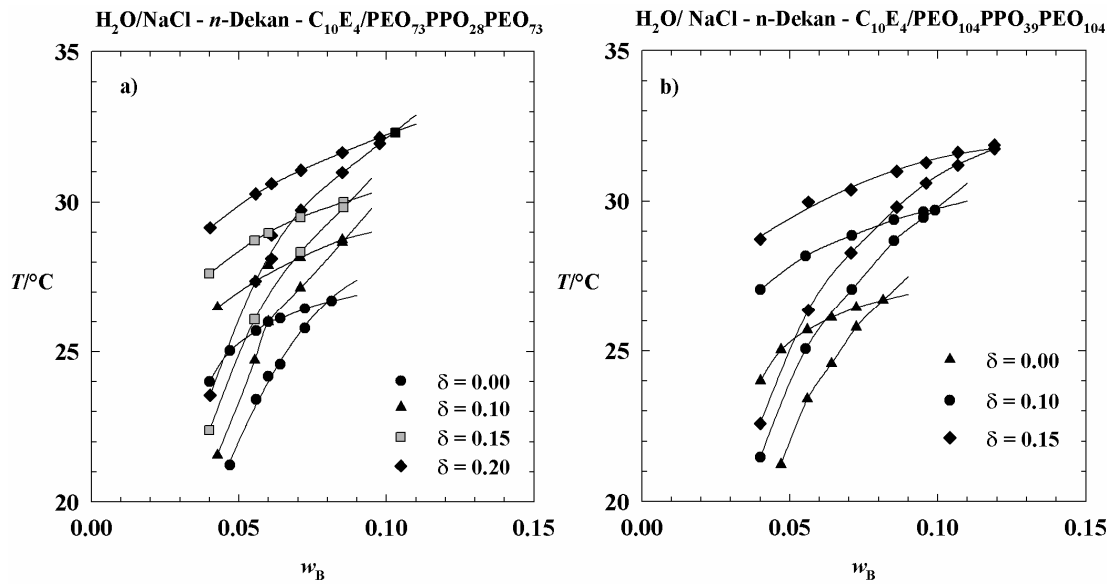 H₂O/NaCl - n-Dekan - C₁₀E₄/PEO₇₃PPO₂₈PEO₇₃
a)
35
30
T/°C
25
20
0.00 0.05 0.10 0.15
w_B
δ = 0.00
δ = 0.10
δ = 0.15
δ = 0.20
H₂O/ NaCl - n-Dekan - C₁₀E₄/PEO₁₀₄PPO₃₉PEO₁₀₄
b)
35
30
T/°C
25
20
0.00 0.05 0.10 0.15
w_B
δ = 0.00
δ = 0.10
δ = 0.15